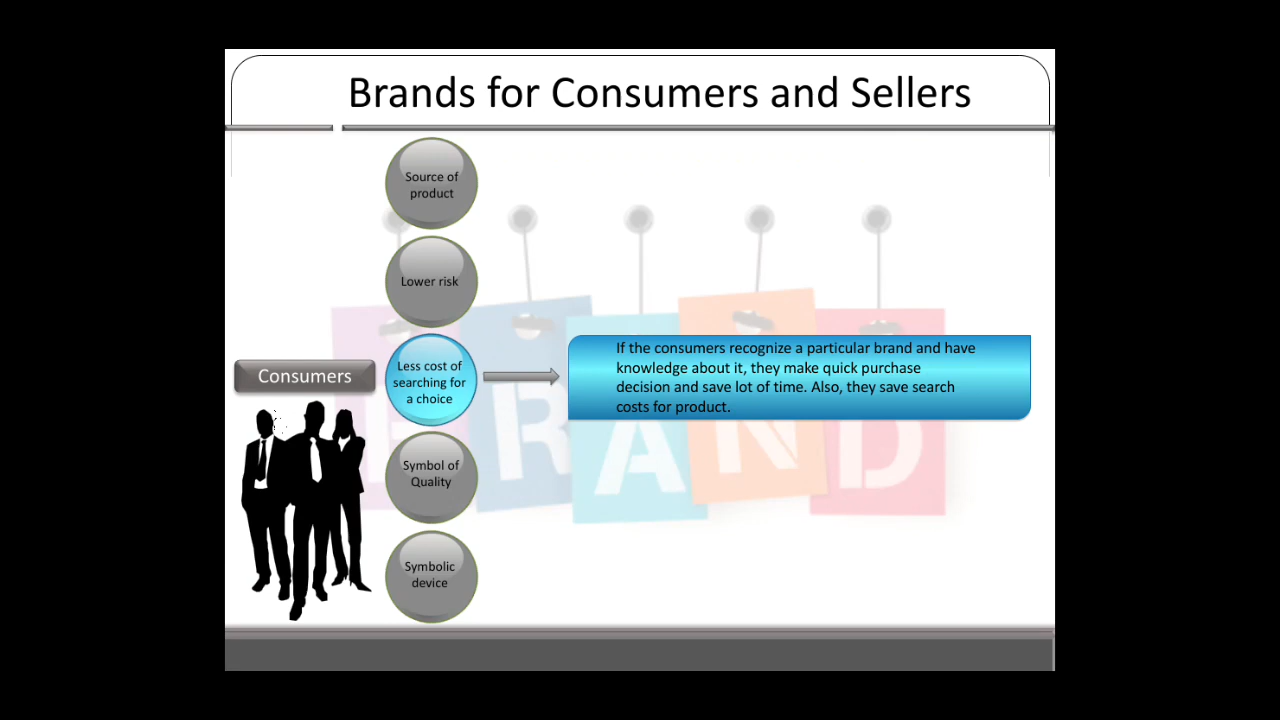 Brands for Consumers and Sellers
Source of
product
Lower risk
Consumers
Less cost of
searching for
a choice
If the consumers recognize a particular brand and have
knowledge about it, they make quick purchase
decision and save lot of time. Also, they save search
costs for product.
Symbol of
Quality
Symbolic
device
BRAND